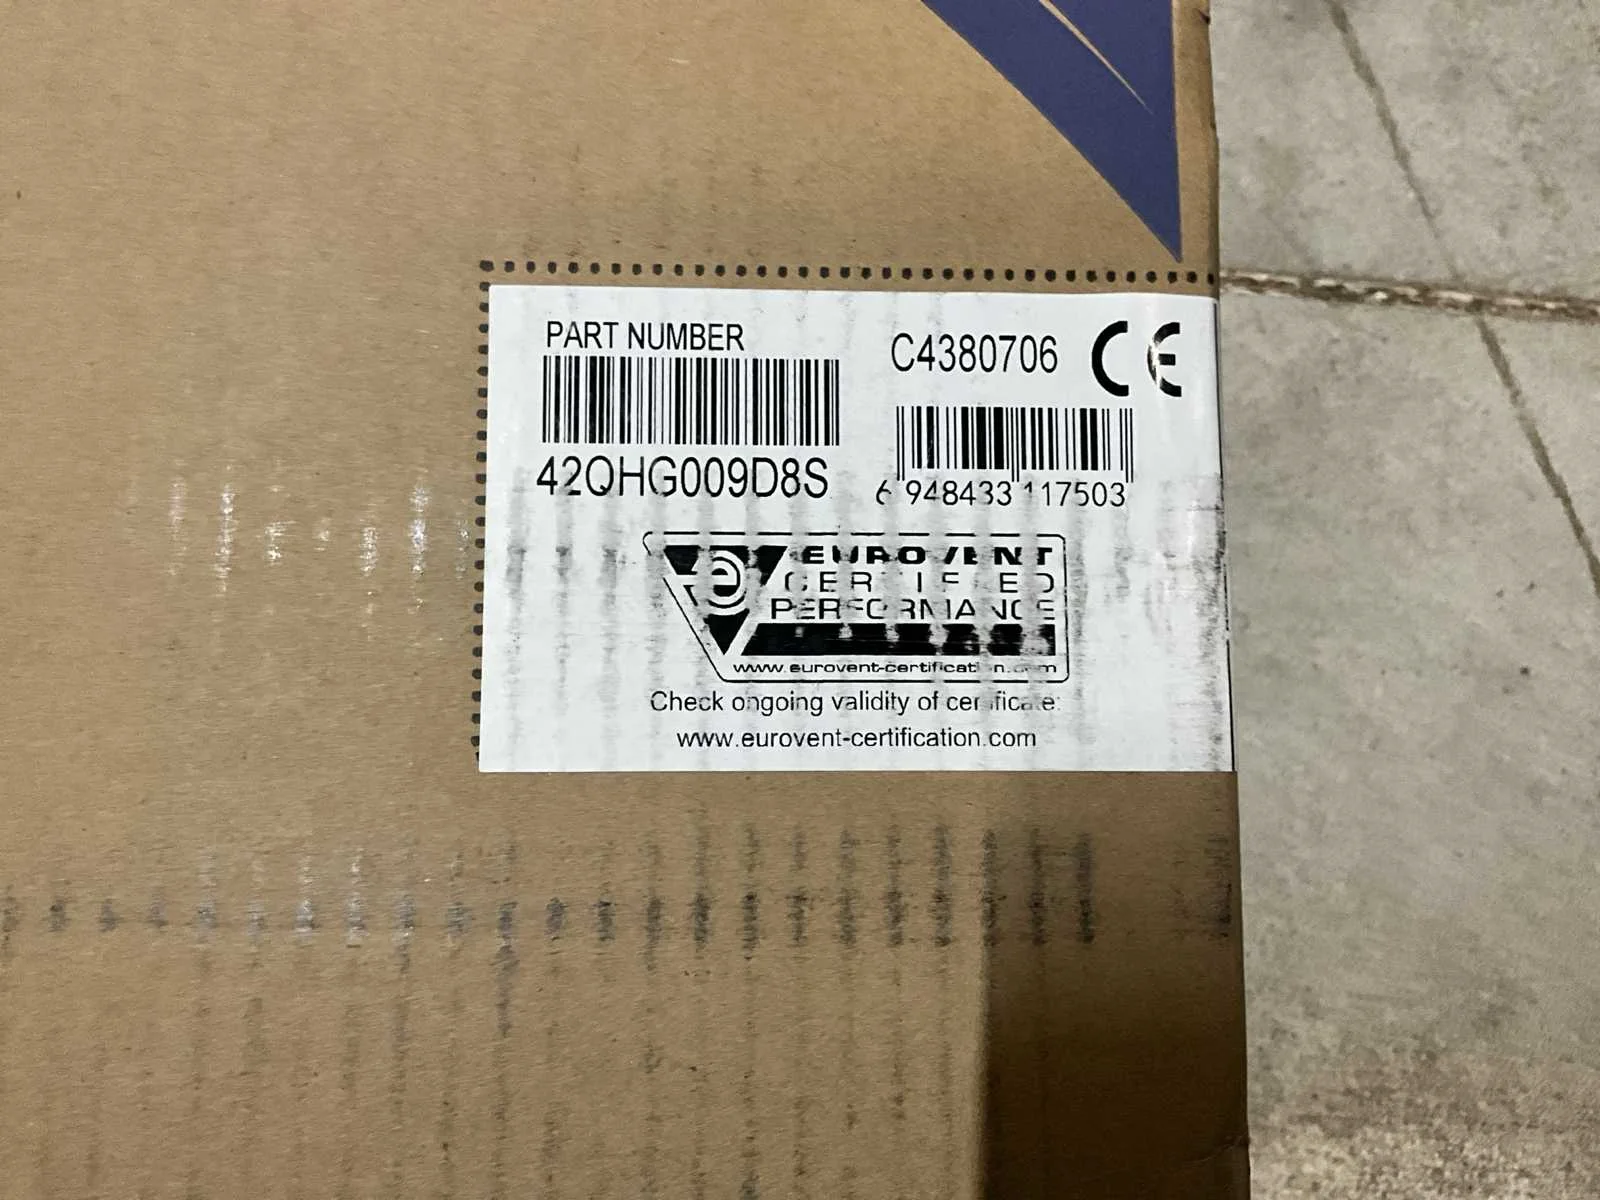 PART NUMBER
C4380706 CE
42QHG009D8S
6 948433 117503
e
EUROVENT
CERTIFIED
PERFORMANCE
www.eurovent-certification.com
Check ongoing validity of certificate:
www.eurovent-certification.com